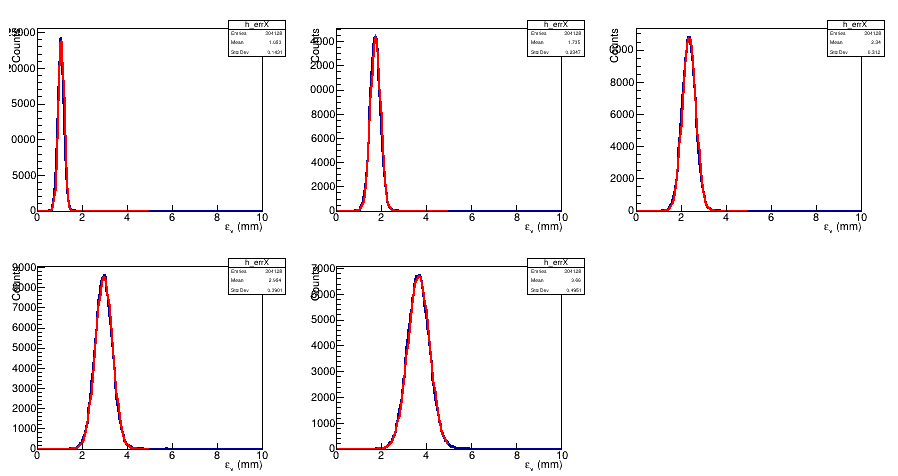 h_errX
Entries 204128
Mean 1.053
Std Dev 0.1431
Counts
5000
0
0 2 4 6 8 10
εx (mm)
h_errX
Entries 204128
Mean 1.735
Std Dev 0.2347
Counts
4000
2000
0000
8000
6000
4000
2000
0
0 2 4 6 8 10
εx (mm)
h_errX
Entries 204128
Mean 2.34
Std Dev 0.312
Counts
8000
6000
4000
2000
0
0 2 4 6 8 10
εx (mm)
h_errX
Entries 204128
Mean 2.984
Std Dev 0.3901
Counts
9000
8000
7000
6000
5000
4000
3000
2000
1000
0
0 2 4 6 8 10
εx (mm)
h_errX
Entries 204128
Mean 3.66
Std Dev 0.4951
Counts
7000
6000
5000
4000
3000
2000
1000
0
0 2 4 6 8 10
εx (mm)